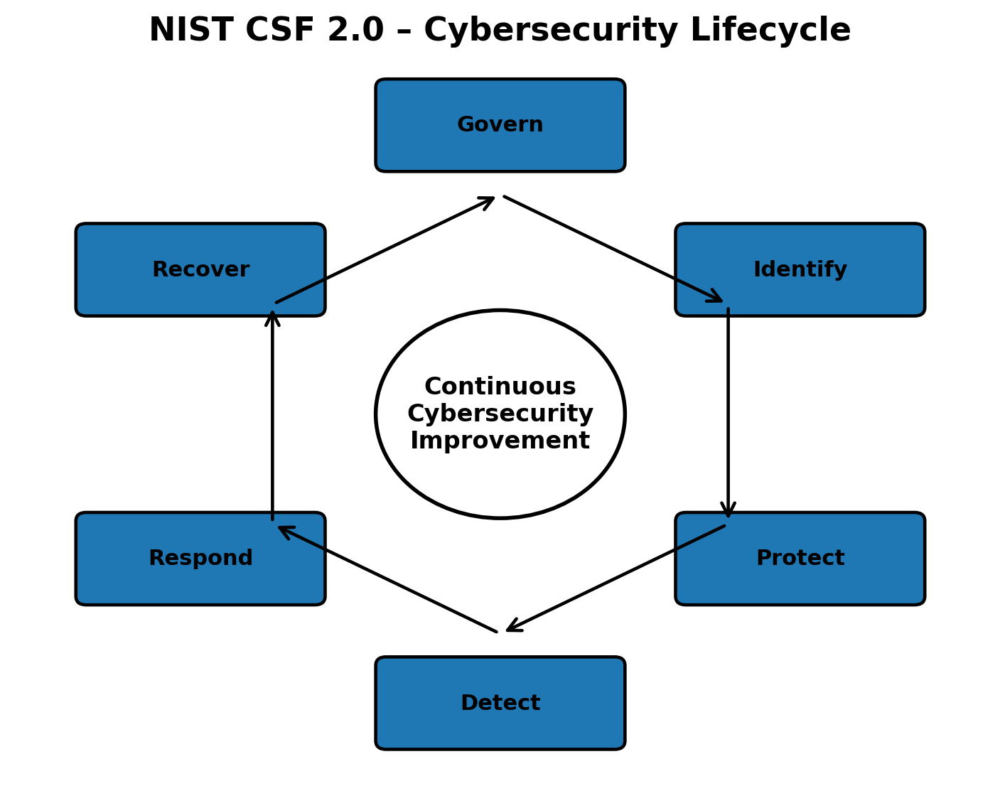 NIST CSF 2.0 – Cybersecurity Lifecycle
Govern
Recover
Identify
Continuous
Cybersecurity
Improvement
Respond
Protect
Detect